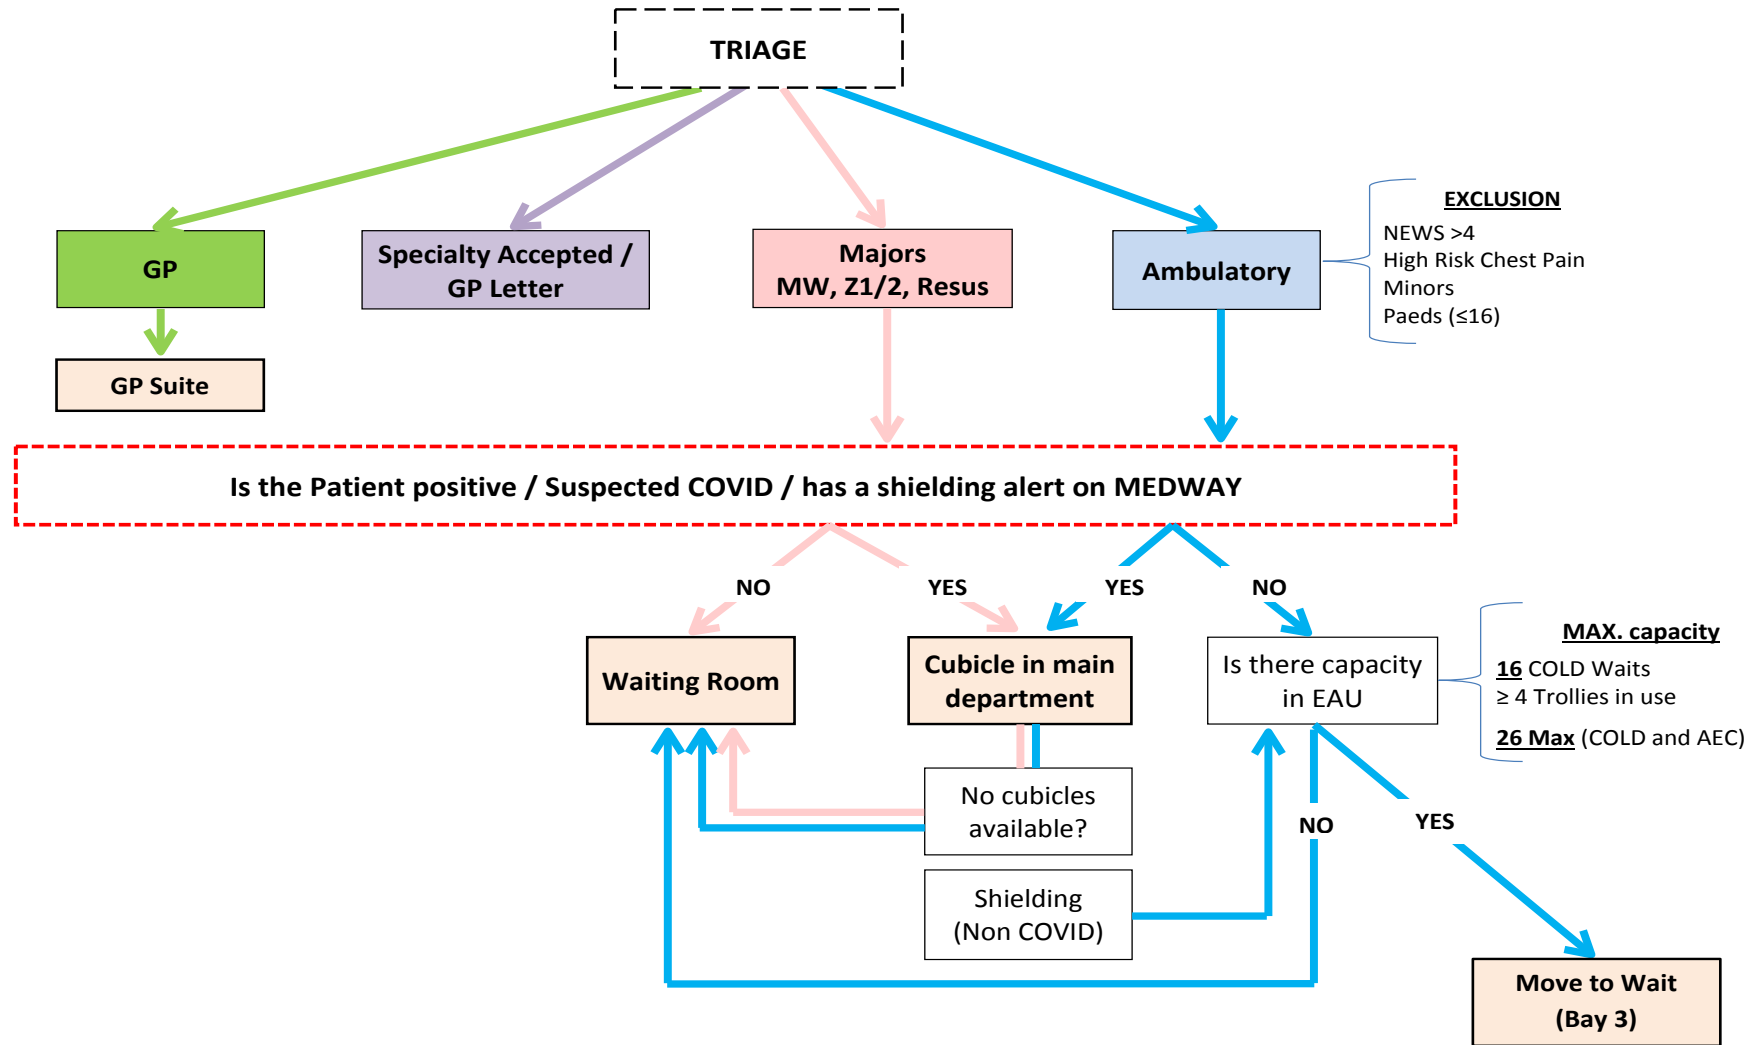 TRIAGE
EXCLUSION
NEWS >4
High Risk Chest Pain
Minors
Paeds (≤16)
GP
Specialty Accepted /
GP Letter
Majors
MW, Z1/2, Resus
Ambulatory
GP Suite
Is the Patient positive / Suspected COVID / has a shielding alert on MEDWAY
NO
YES
YES
NO
Waiting Room
Cubicle in main
department
Is there capacity
in EAU
MAX. capacity
16 COLD Waits
≥ 4 Trollies in use
26 Max (COLD and AEC)
No cubicles
available?
NO
YES
Shielding
(Non COVID)
Move to Wait
(Bay 3)